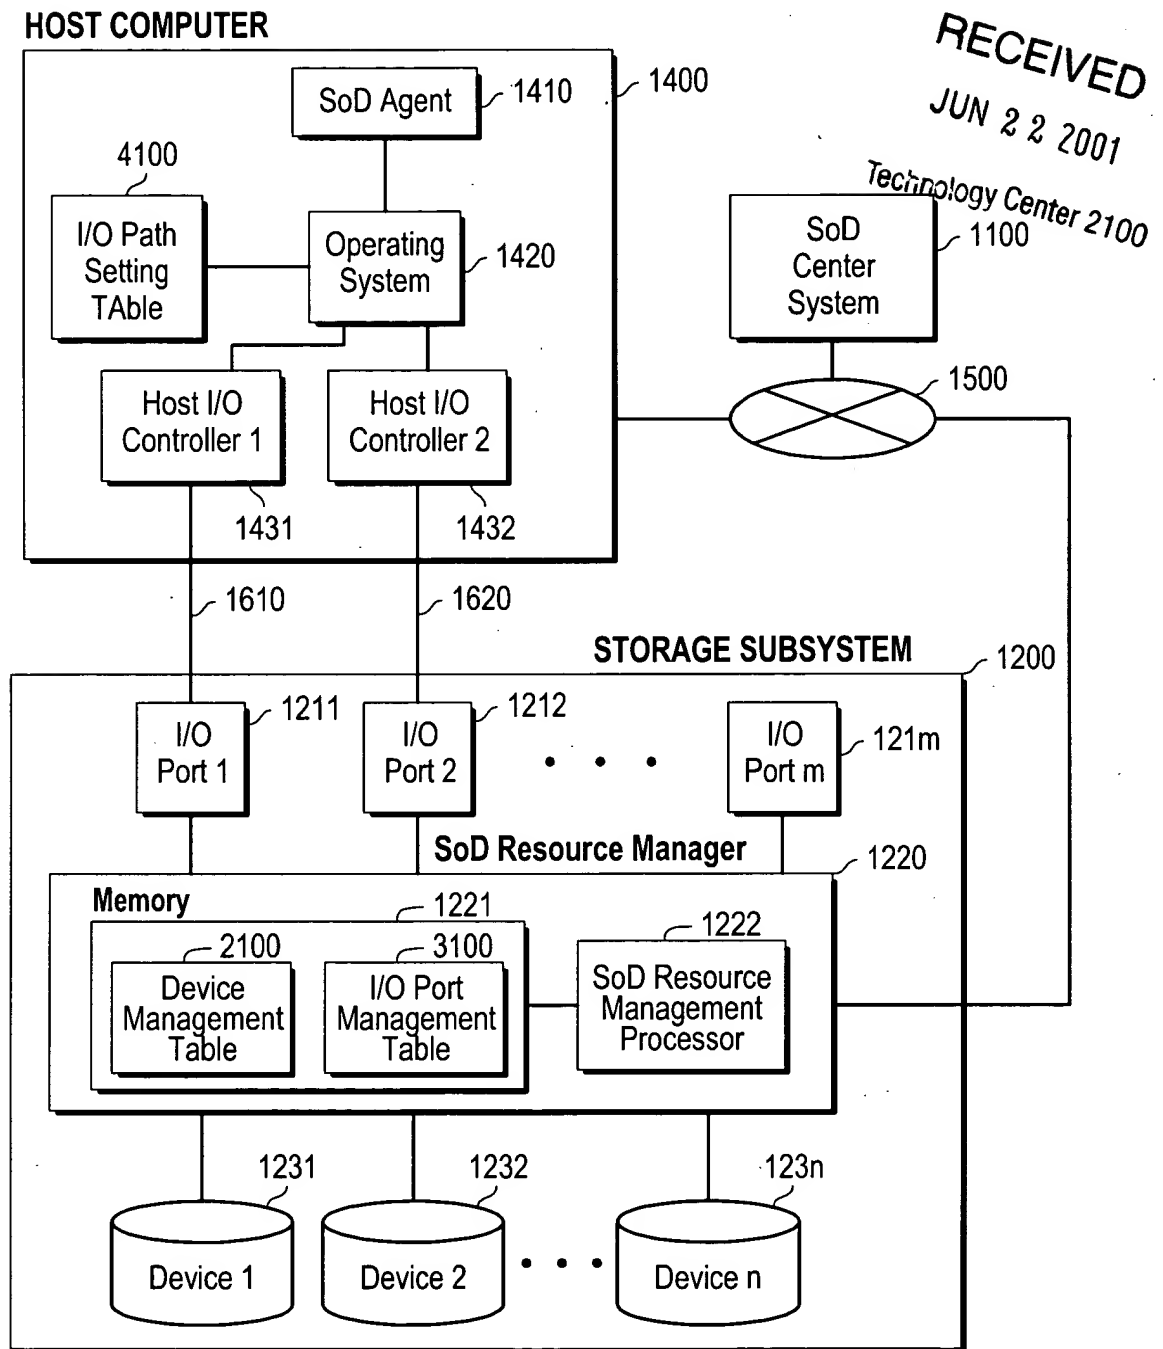 HOST COMPUTER
RECEIVED
JUN 22 2001
Technology Center 2100
1400
SoD Agent
1410
4100
I/O Path
Setting
TAble
Operating
System
1420
SoD
Center
System
1100
Host I/O
Controller 1
1431
Host I/O
Controller 2
1432
1500
1610
1620
STORAGE SUBSYSTEM
1200
I/O
Port 1
1211
I/O
Port 2
1212
• • •
I/O
Port m
121m
SoD Resource Manager
1220
Memory
1221
2100
Device
Management
Table
3100
I/O Port
Management
Table
1222
SoD Resource
Management
Processor
1231
Device 1
1232
Device 2
• • •
123n
Device n